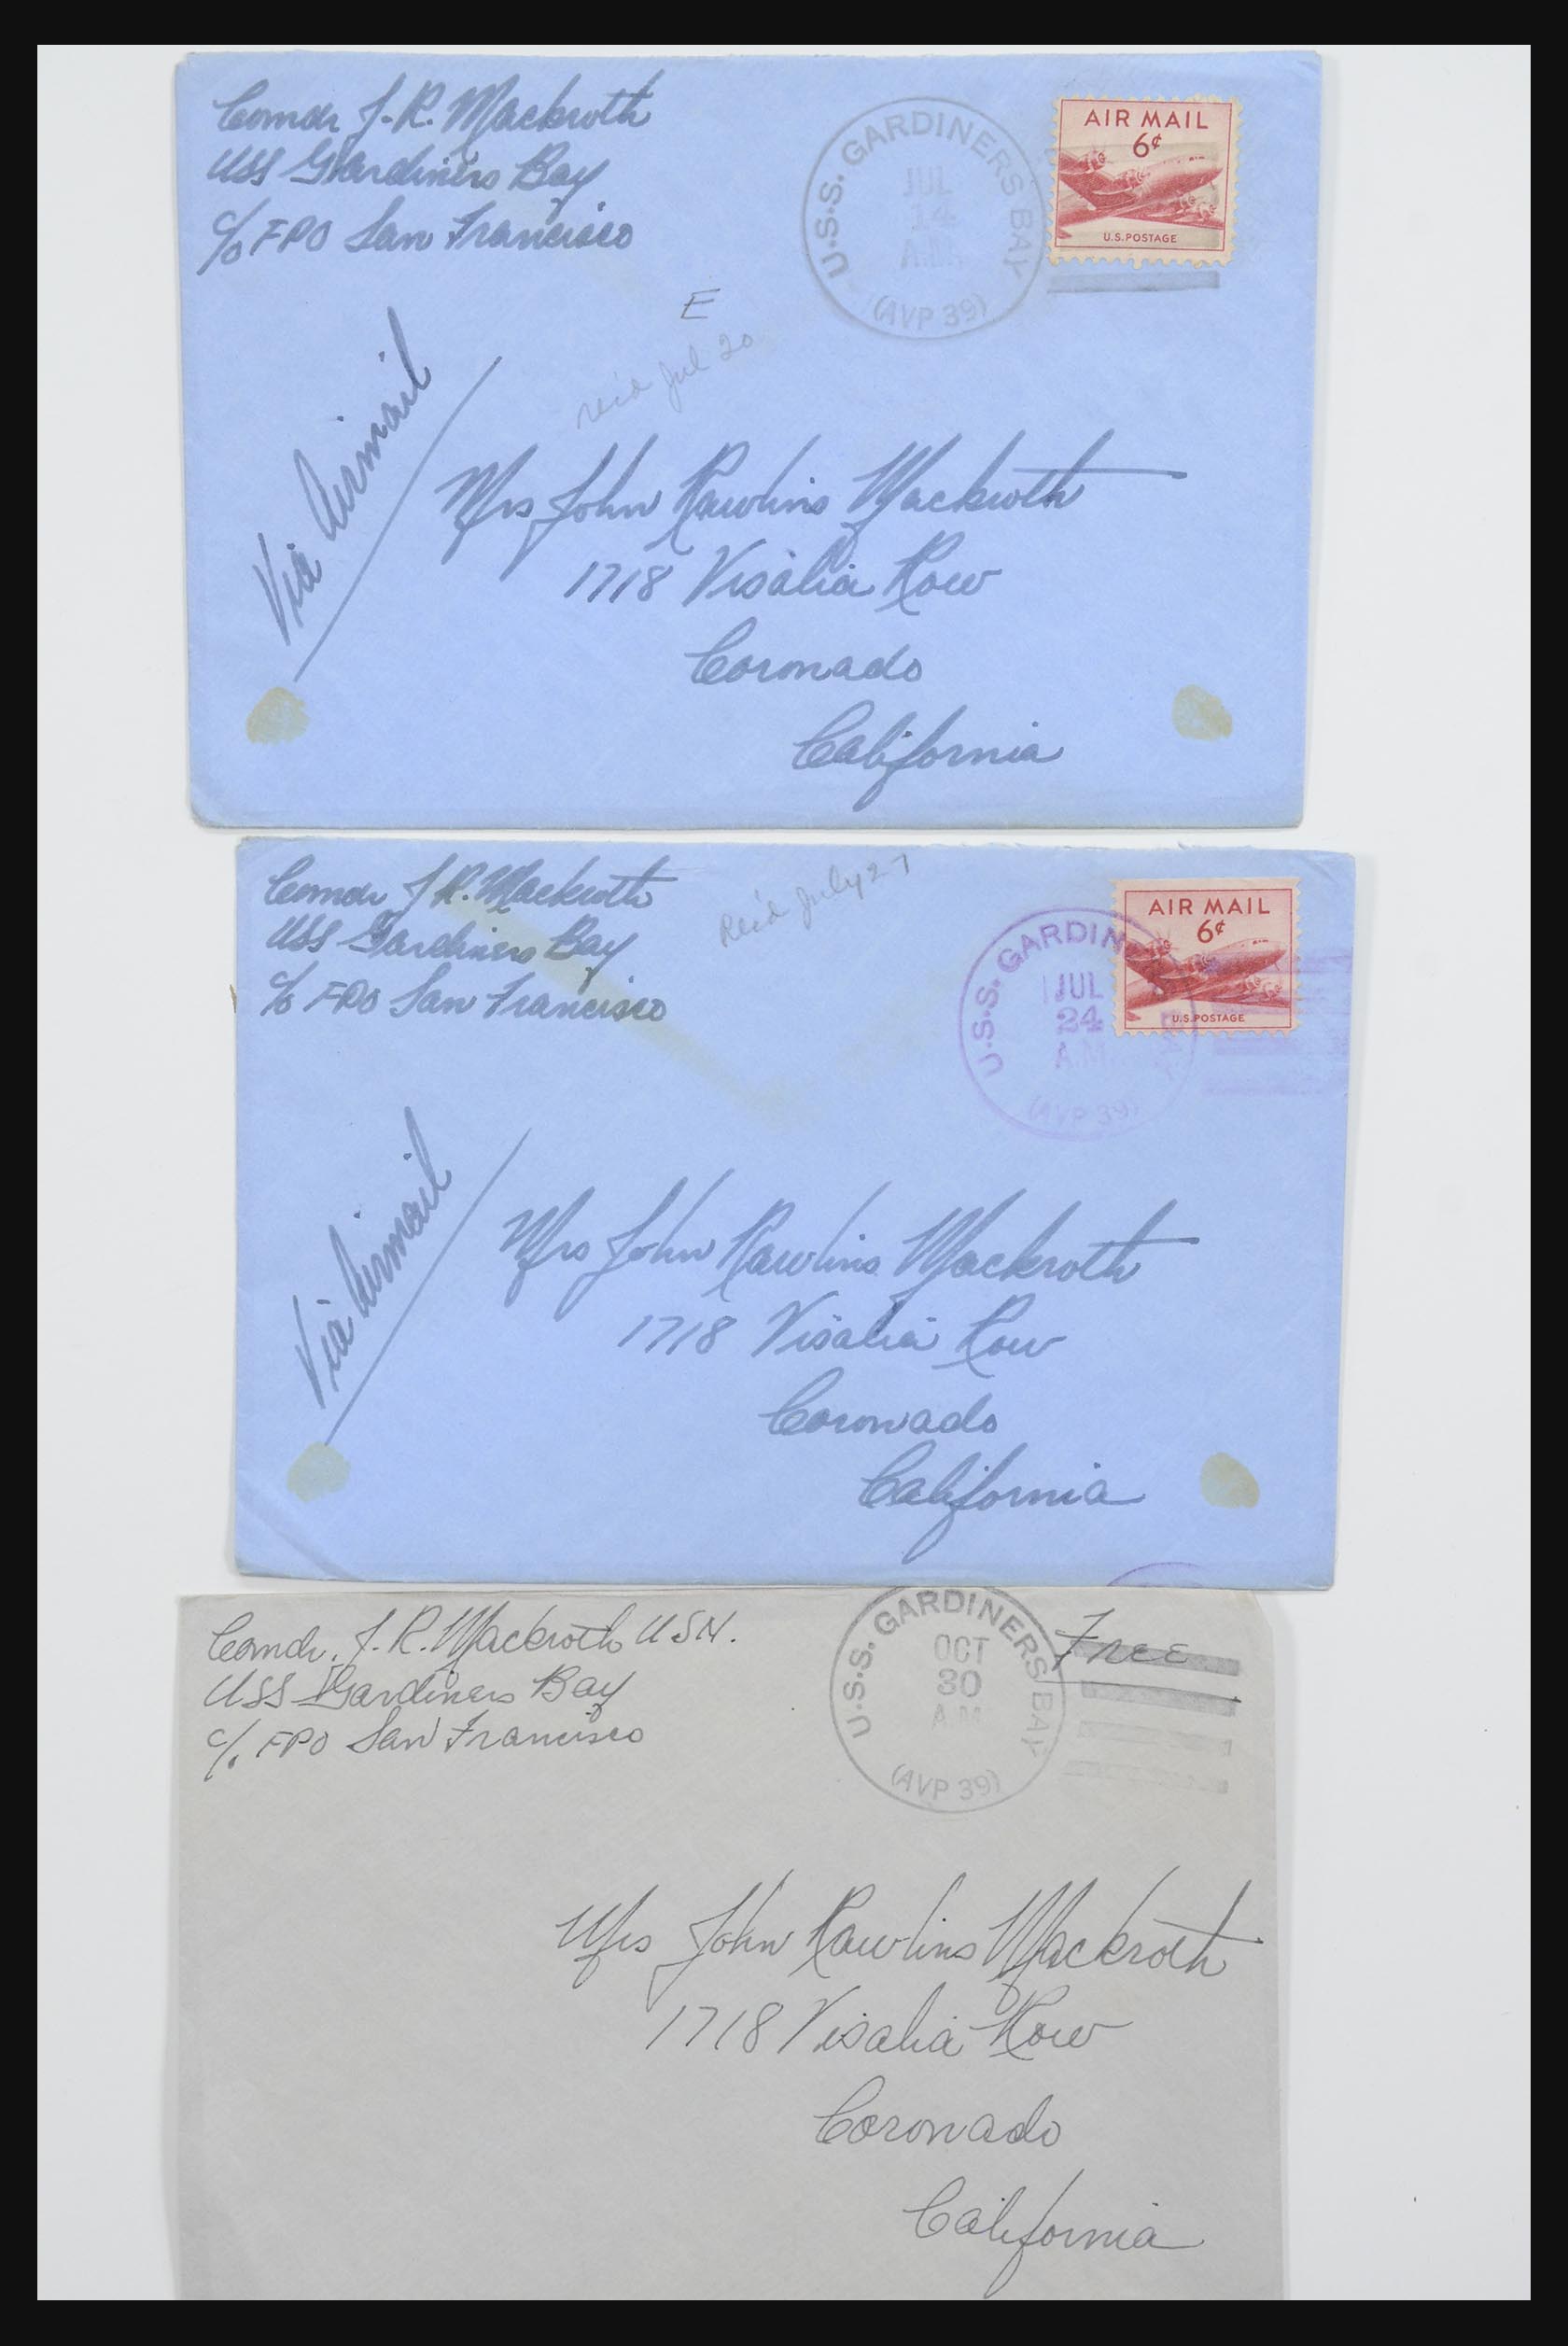 Comdr J. R. Mackroth
USS Gardiners Bay
c/o FPO San Francisco
U.S.S. GARDINERS BAY
JUL
14
A.M.
(AVP 39)
AIR MAIL
6¢
U.S. POSTAGE
E
rec'd Jul 20
Via Airmail
Mrs John Rawlins Mackroth
1718 Visalia Row
Coronado
California
Comdr J R. Mackroth
USS Gardiners Bay
c/o FPO San Francisco
Rec'd July 27
U.S.S. GARDIN BAY
JUL
24
A.M.
(AVP 39)
AIR MAIL
6¢
U.S. POSTAGE
Via Airmail
Mrs John Rawlins Mackroth
1718 Visalia Row
Coronado
California
Comdr. J. R. Mackroth USN.
USS Gardiners Bay
c/o FPO San Francisco
U.S.S. GARDINERS BAY
OCT
30
A.M.
(AVP 39)
Free
Mrs John Rawlins Mackroth
1718 Visalia Row
Coronado
California